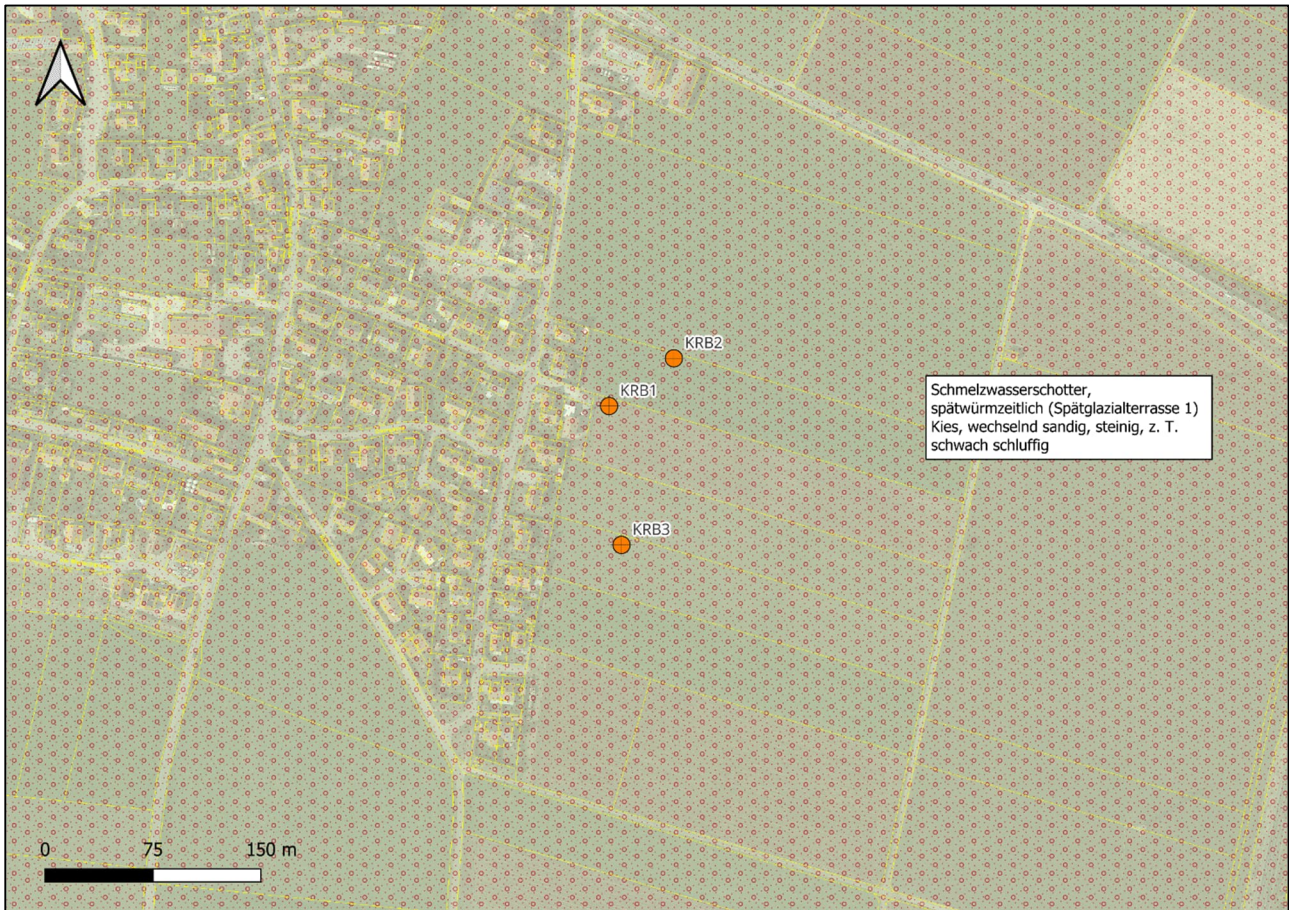 KRB2
KRB1
Schmelzwasserschotter,
spätwürmzeitlich (Spätglazialterrasse 1)
Kies, wechselnd sandig, steinig, z. T.
schwach schluffig
KRB3
0 75 150 m